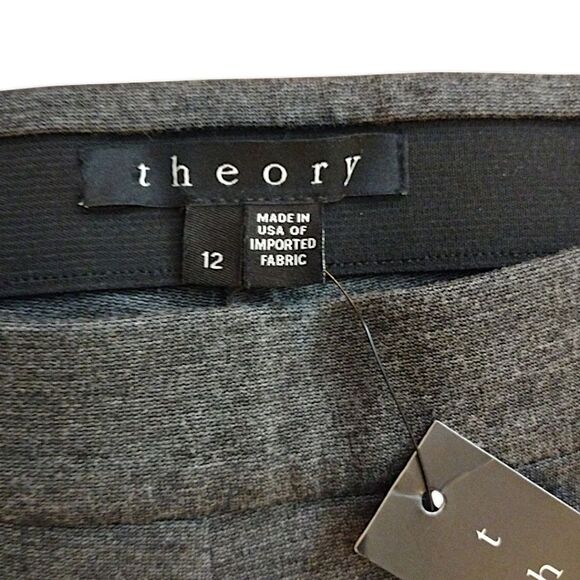 theory
12
MADE IN
USA OF
IMPORTED
FABRIC
t
h